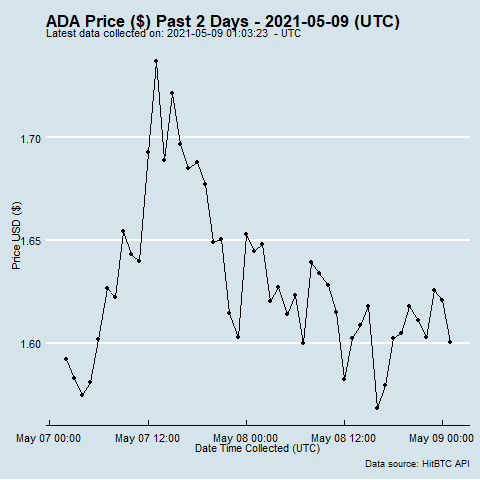 ADA Price ($) Past 2 Days - 2021-05-09 (UTC)
Latest data collected on: 2021-05-09 01:03:23 - UTC
1.70
1.65
1.60
Price USD ($)
May 07 00:00 May 07 12:00 May 08 00:00 May 08 12:00 May 09 00:00
Date Time Collected (UTC)
Data source: HitBTC API